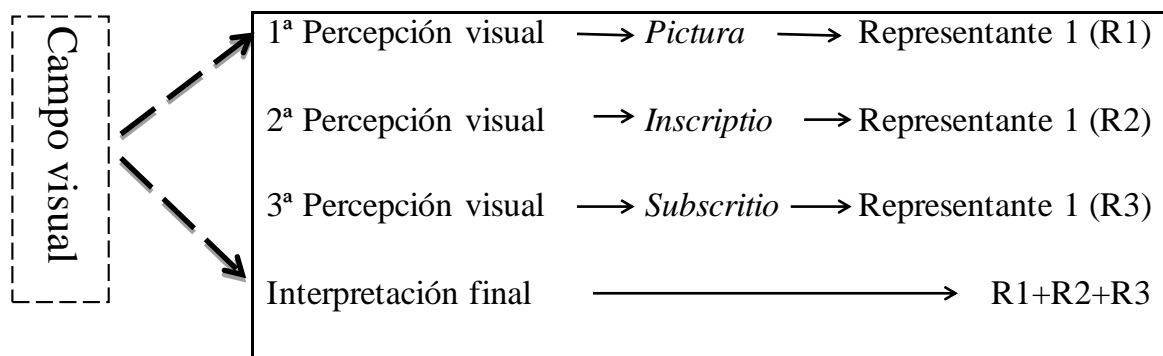 Campo visual
1ª Percepción visual Pictura Representante 1 (R1)
2ª Percepción visual Inscriptio Representante 1 (R2)
3ª Percepción visual Subscritio Representante 1 (R3)
Interpretación final R1+R2+R3